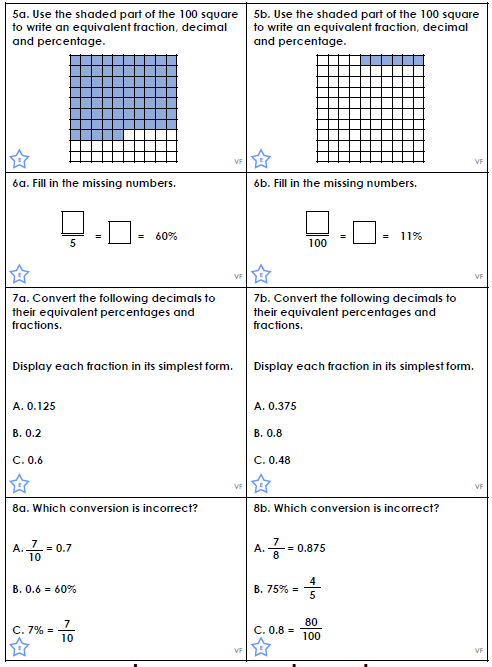 5a. Use the shaded part of the 100 square
to write an equivalent fraction, decimal
and percentage.
E
VF
5b. Use the shaded part of the 100 square
to write an equivalent fraction, decimal
and percentage.
E
VF
6a. Fill in the missing numbers.
5 = = 60%
E
VF
6b. Fill in the missing numbers.
100 = = 11%
E
VF
7a. Convert the following decimals to
their equivalent percentages and
fractions.
Display each fraction in its simplest form.
A. 0.125
B. 0.2
C. 0.6
E
VF
7b. Convert the following decimals to
their equivalent percentages and
fractions.
Display each fraction in its simplest form.
A. 0.375
B. 0.8
C. 0.48
E
VF
8a. Which conversion is incorrect?
A. 7/10 = 0.7
B. 0.6 = 60%
C. 7% = 7/10
E
VF
8b. Which conversion is incorrect?
A. 7/8 = 0.875
B. 75% = 4/5
C. 0.8 = 80/100
E
VF